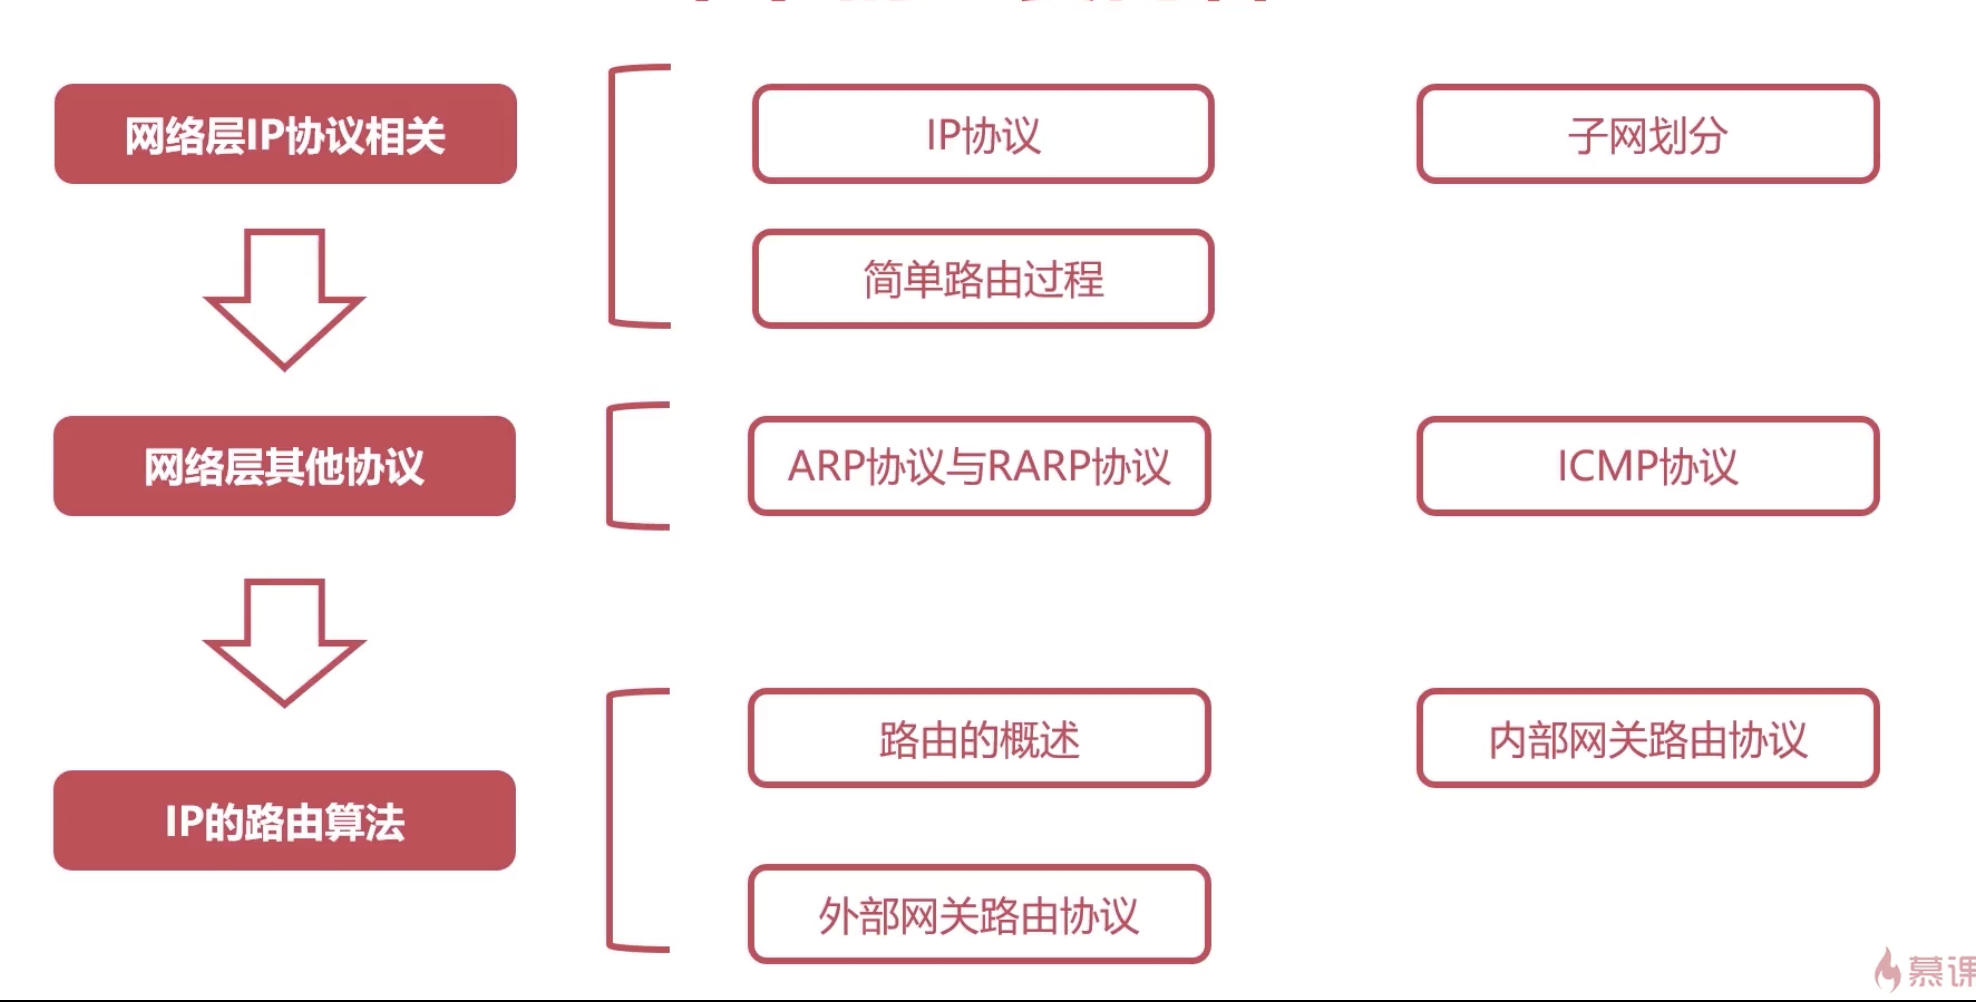 网络层IP协议相关
IP协议
子网划分
简单路由过程
网络层其他协议
ARP协议与RARP协议
ICMP协议
IP的路由算法
路由的概述
内部网关路由协议
外部网关路由协议
慕课